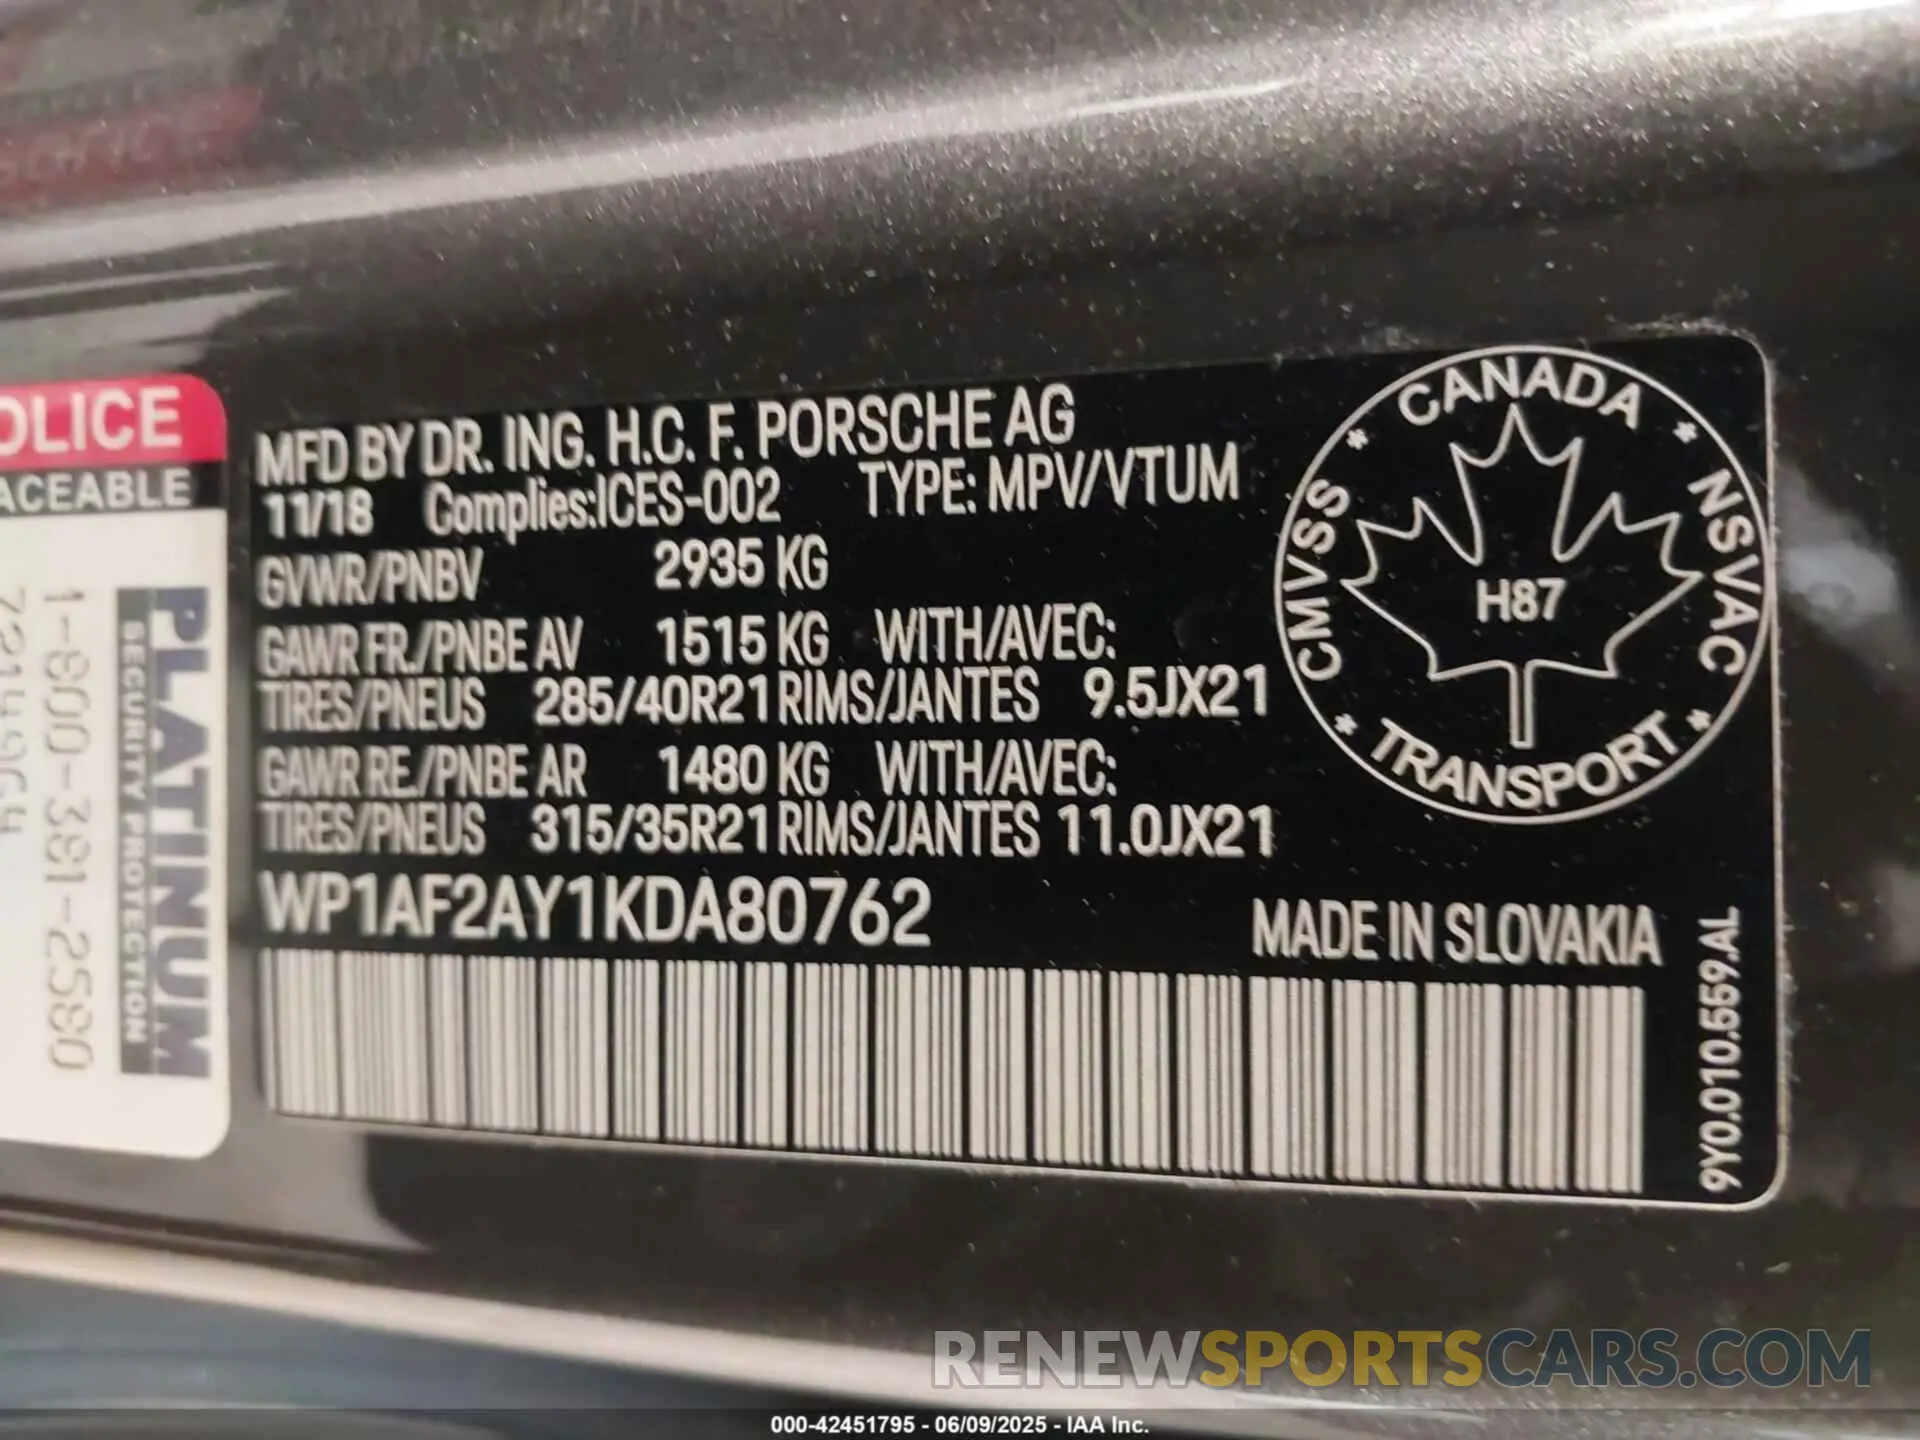 MFD BY DR. ING. H.C. F. PORSCHE AG
11/18 Complies:ICES-002 TYPE: MPV/VTUM
GVWR/PNBV 2935 KG
GAWR FR./PNBE AV 1515 KG WITH/AVEC:
TIRES/PNEUS 285/40R21 RIMS/JANTES 9.5JX21
GAWR RE./PNBE AR 1480 KG WITH/AVEC:
TIRES/PNEUS 315/35R21 RIMS/JANTES 11.0JX21
WP1AF2AY1KDA80762
MADE IN SLOVAKIA
9Y0.010.559.AL
CANADA
CMVSS * * NSVAC
H87
* TRANSPORT *
OLICE
ACEABLE
PLATINUM
SECURITY PROTECTION
1-800-381-2580
RENEWSPORTSCARS.COM
000-42451795 - 06/09/2025 - IAA Inc.